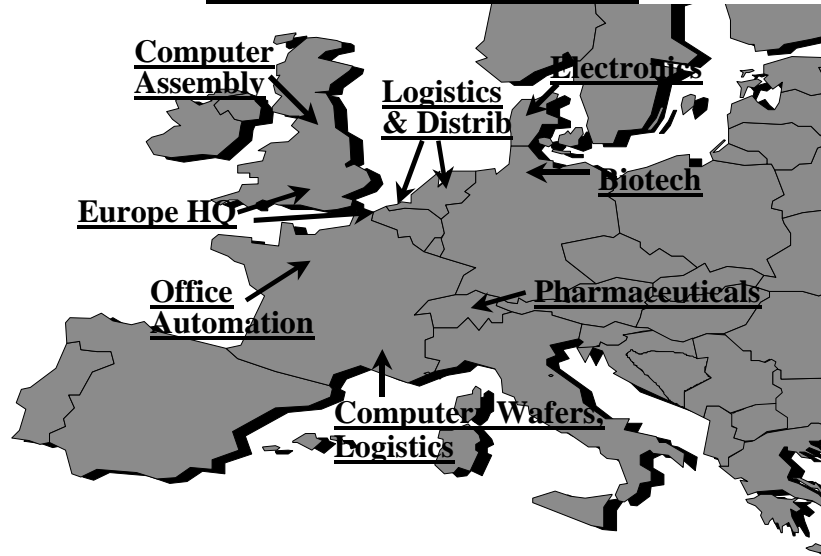 Computer
Assembly
Electronics
Logistics
& Distrib
Biotech
Europe HQ
Office
Automation
Pharmaceuticals
Computer, Wafers,
Logistics